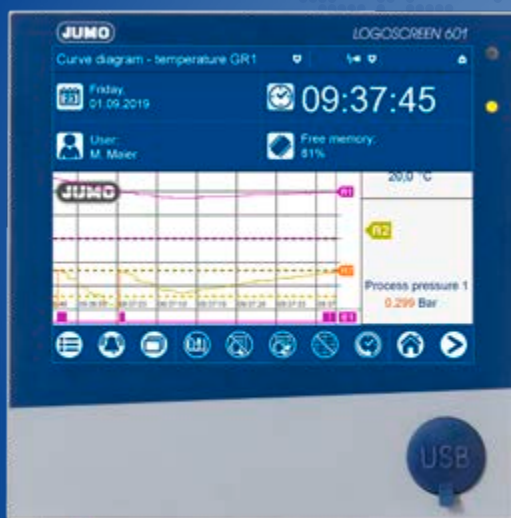 JUMO
LOGOSCREEN 601
Curve diagram - temperature GR1
Friday,
01.09.2019
09:37:45
User:
M. Maier
Free memory:
81%
JUMO
R1
20,0 °C
R2
R3
Process pressure 1
0.299 Bar
USB